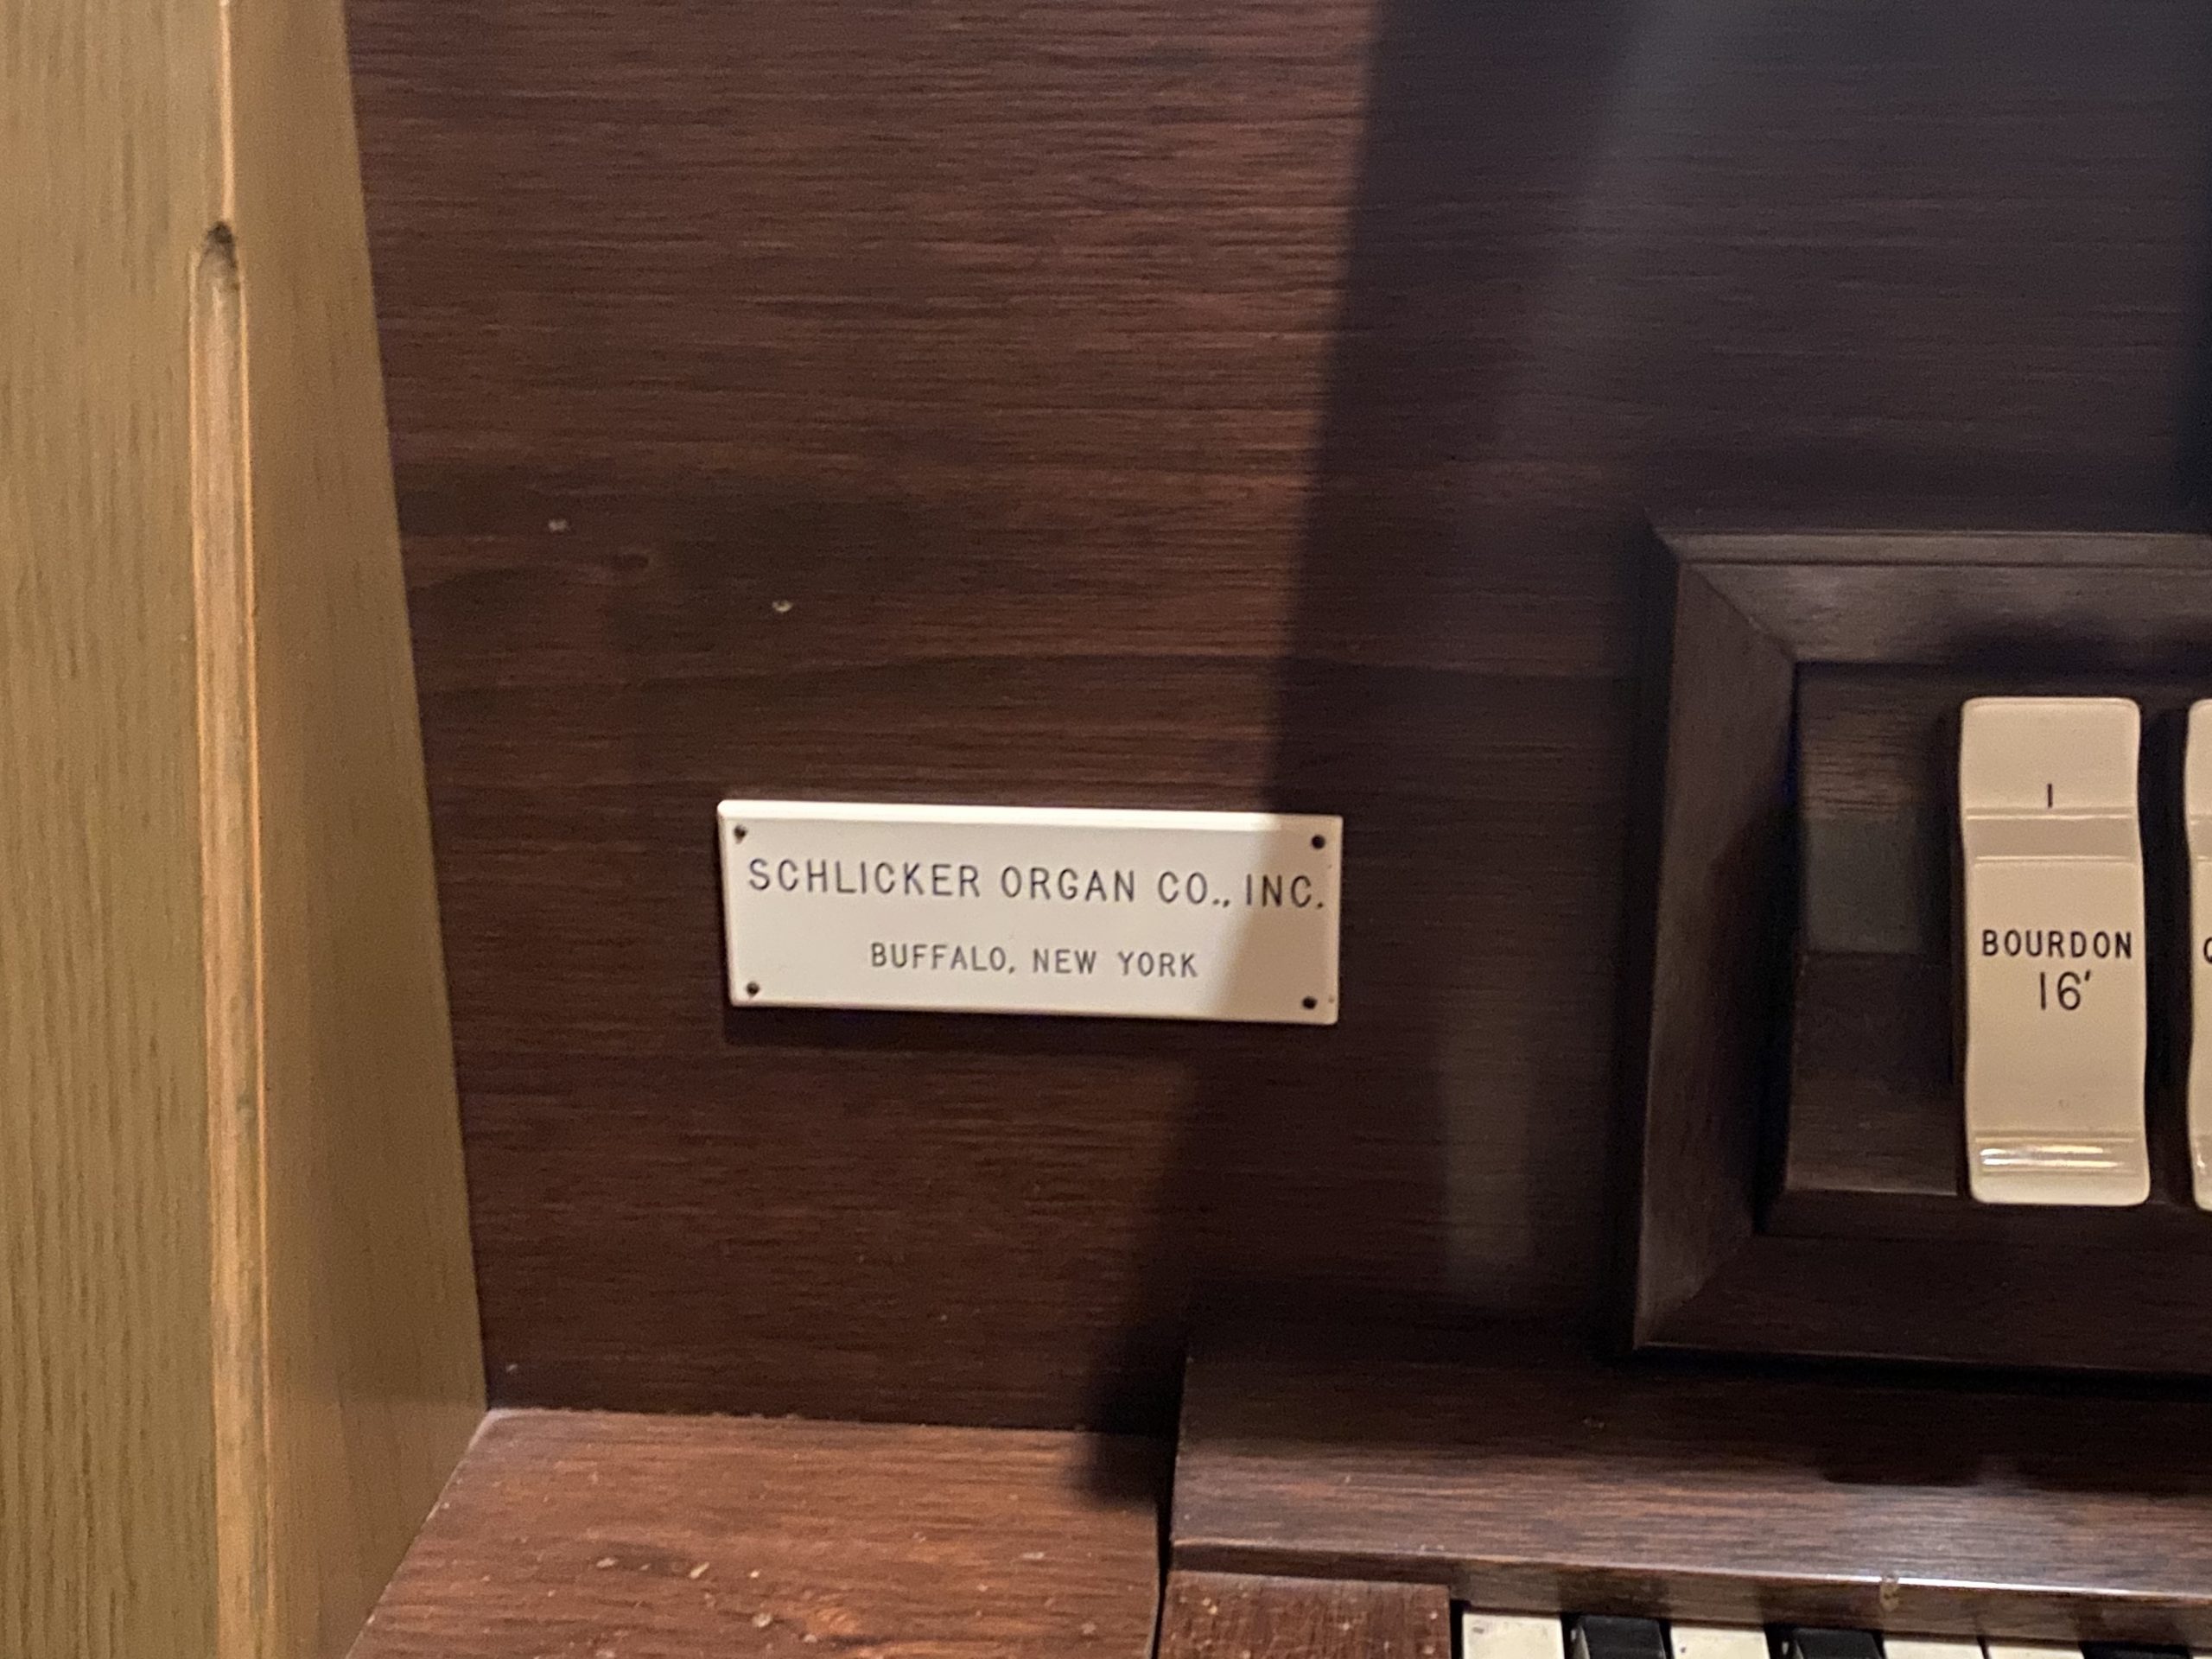 SCHLICKER ORGAN CO., INC.
BUFFALO, NEW YORK
I
BOURDON
16'